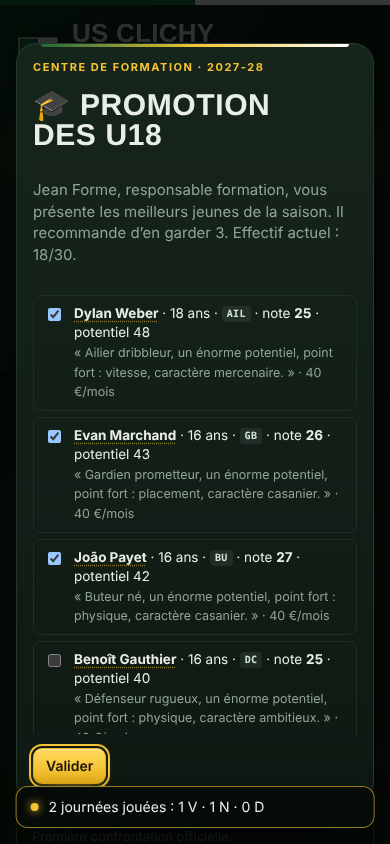 US CLICHY
CENTRE DE FORMATION · 2027-28
🎓 PROMOTION
DES U18
Jean Forme, responsable formation, vous
présente les meilleurs jeunes de la saison. Il
recommande d’en garder 3. Effectif actuel :
18/30.
Dylan Weber · 18 ans · AIL · note 25 ·
potentiel 48
« Ailier dribbleur, un énorme potentiel, point
fort : vitesse, caractère mercenaire. » · 40
€/mois
Evan Marchand · 16 ans · GB · note 26 ·
potentiel 43
« Gardien prometteur, un énorme potentiel,
point fort : placement, caractère casanier. » ·
40 €/mois
João Payet · 16 ans · BU · note 27 ·
potentiel 42
« Buteur né, un énorme potentiel, point fort :
physique, caractère casanier. » · 40 €/mois
Benoît Gauthier · 16 ans · DC · note 25 ·
potentiel 40
« Défenseur rugueux, un énorme potentiel,
point fort : physique, caractère ambitieux. » ·
Valider
2 journées jouées : 1 V · 1 N · 0 D
Première confrontation officielle.